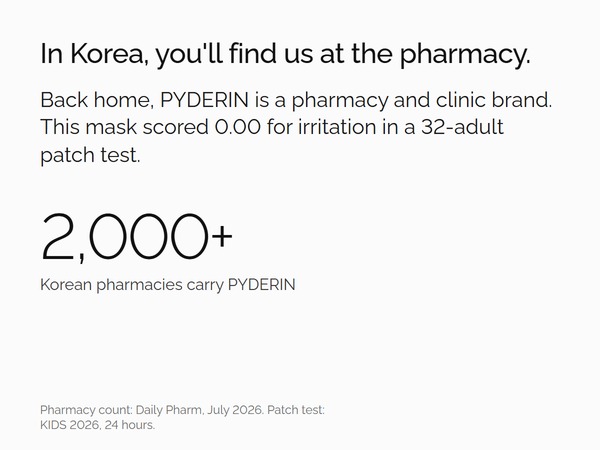 In Korea, you'll find us at the pharmacy.
Back home, PYDERIN is a pharmacy and clinic brand.
This mask scored 0.00 for irritation in a 32-adult
patch test.
2,000+
Korean pharmacies carry PYDERIN
Pharmacy count: Daily Pharm, July 2026. Patch test:
KIDS 2026, 24 hours.